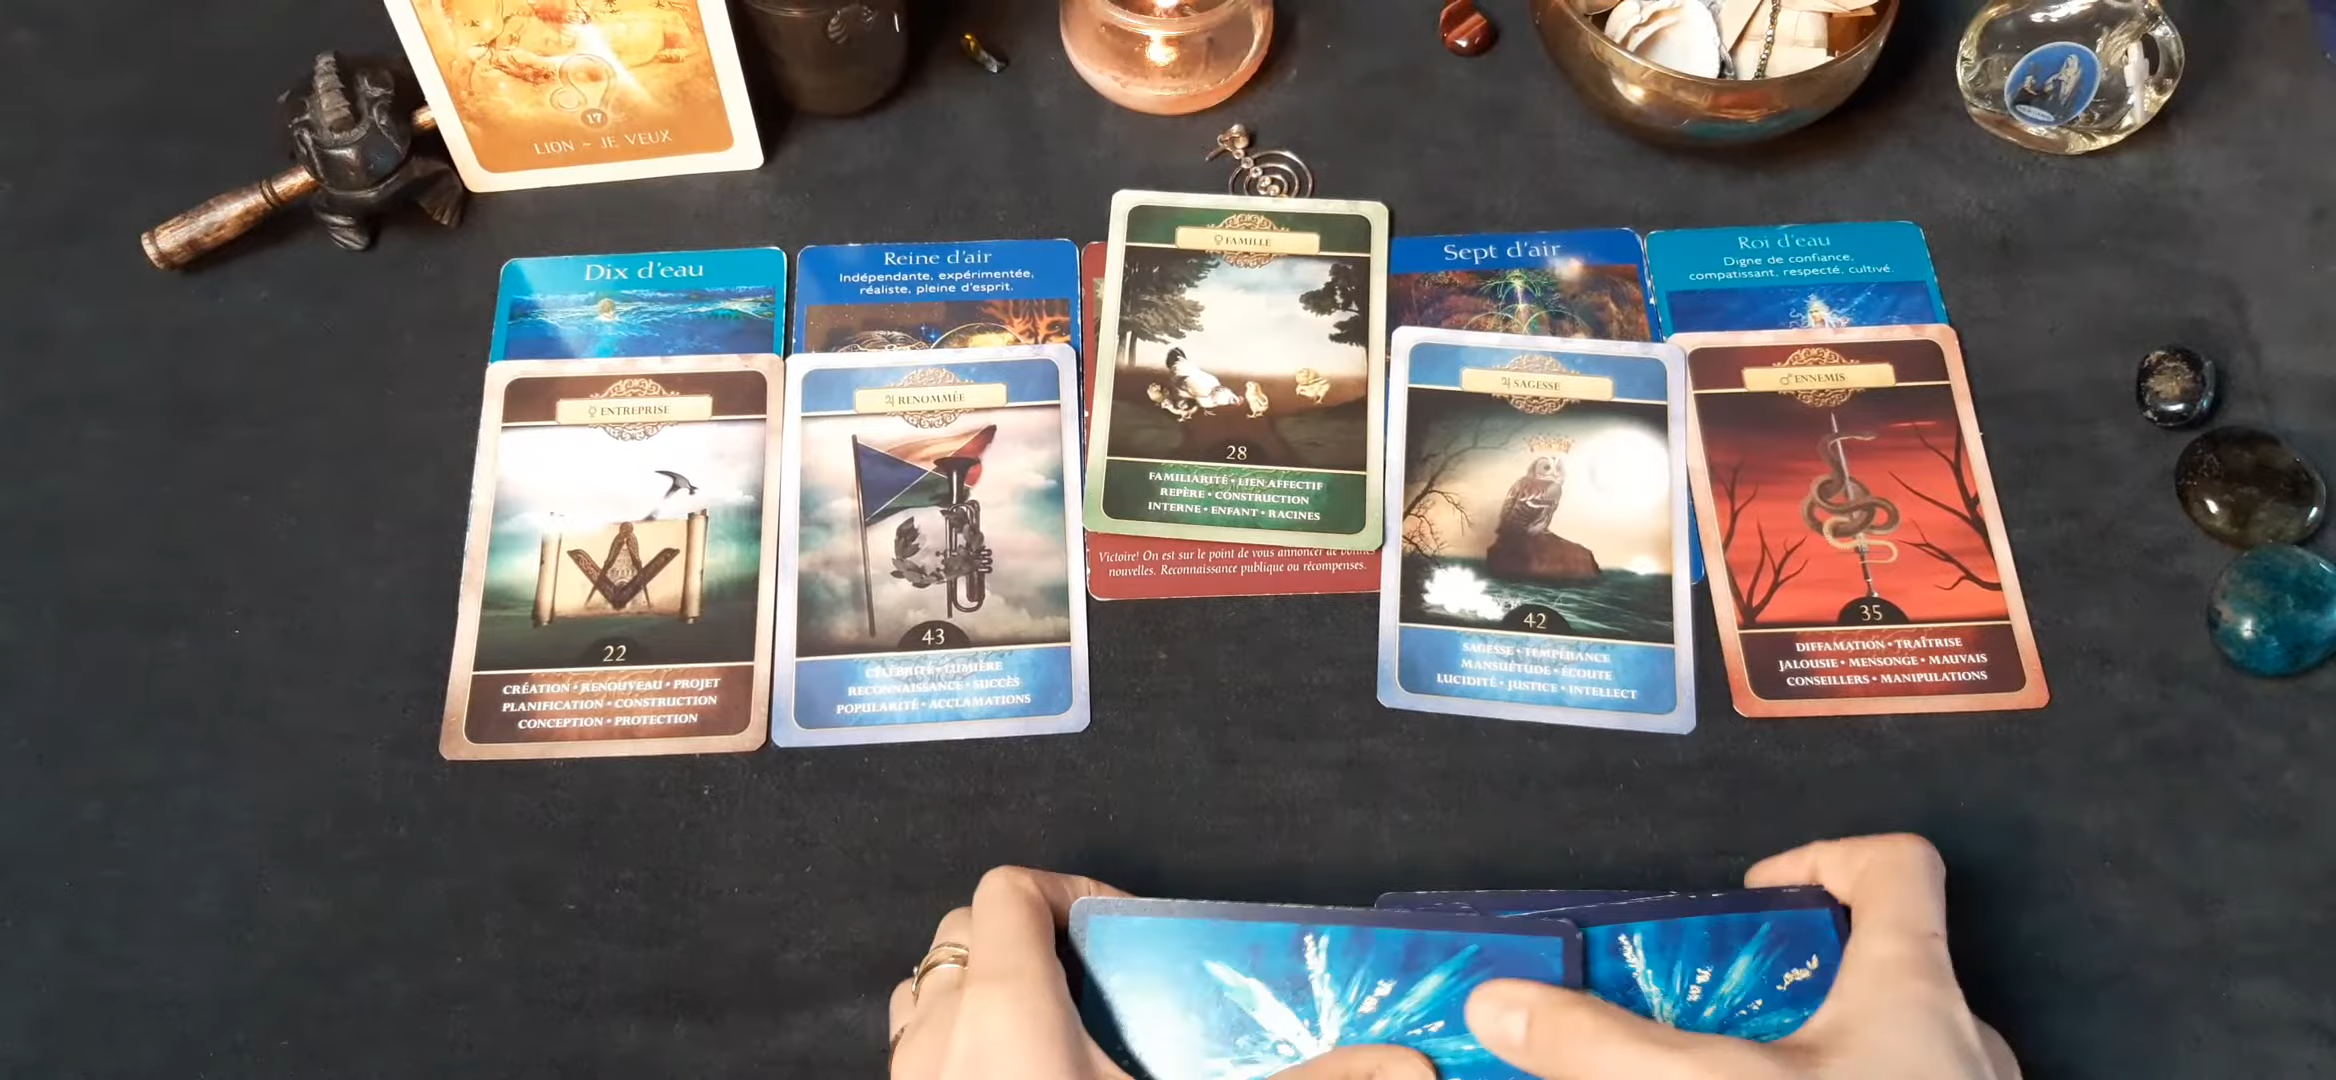 17
LION ~ JE VEUX
Dix d'eau
Reine d'air
Indépendante, expérimentée,
réaliste, pleine d'esprit.
Sept d'air
Roi d'eau
Digne de confiance,
compatissant, respecté, cultivé.
☿ ENTREPRISE
22
CRÉATION • RENOUVEAU • PROJET
PLANIFICATION • CONSTRUCTION
CONCEPTION • PROTECTION
♃ RENOMMÉE
43
CÉLÉBRITÉ • LUMIÈRE
RECONNAISSANCE • SUCCÈS
POPULARITÉ • ACCLAMATIONS
♀ FAMILLE
28
FAMILIARITÉ • LIEN AFFECTIF
REPÈRE • CONSTRUCTION
INTERNE • ENFANT • RACINES
Victoire! On est sur le point de vous annoncer de bonnes
nouvelles. Reconnaissance publique ou récompenses.
♃ SAGESSE
42
SAGESSE • TEMPÉRANCE
MANSUÉTUDE • ÉCOUTE
LUCIDITÉ • JUSTICE • INTELLECT
♂ ENNEMIS
35
DIFFAMATION • TRAÎTRISE
JALOUSIE • MENSONGE • MAUVAIS
CONSEILLERS • MANIPULATIONS